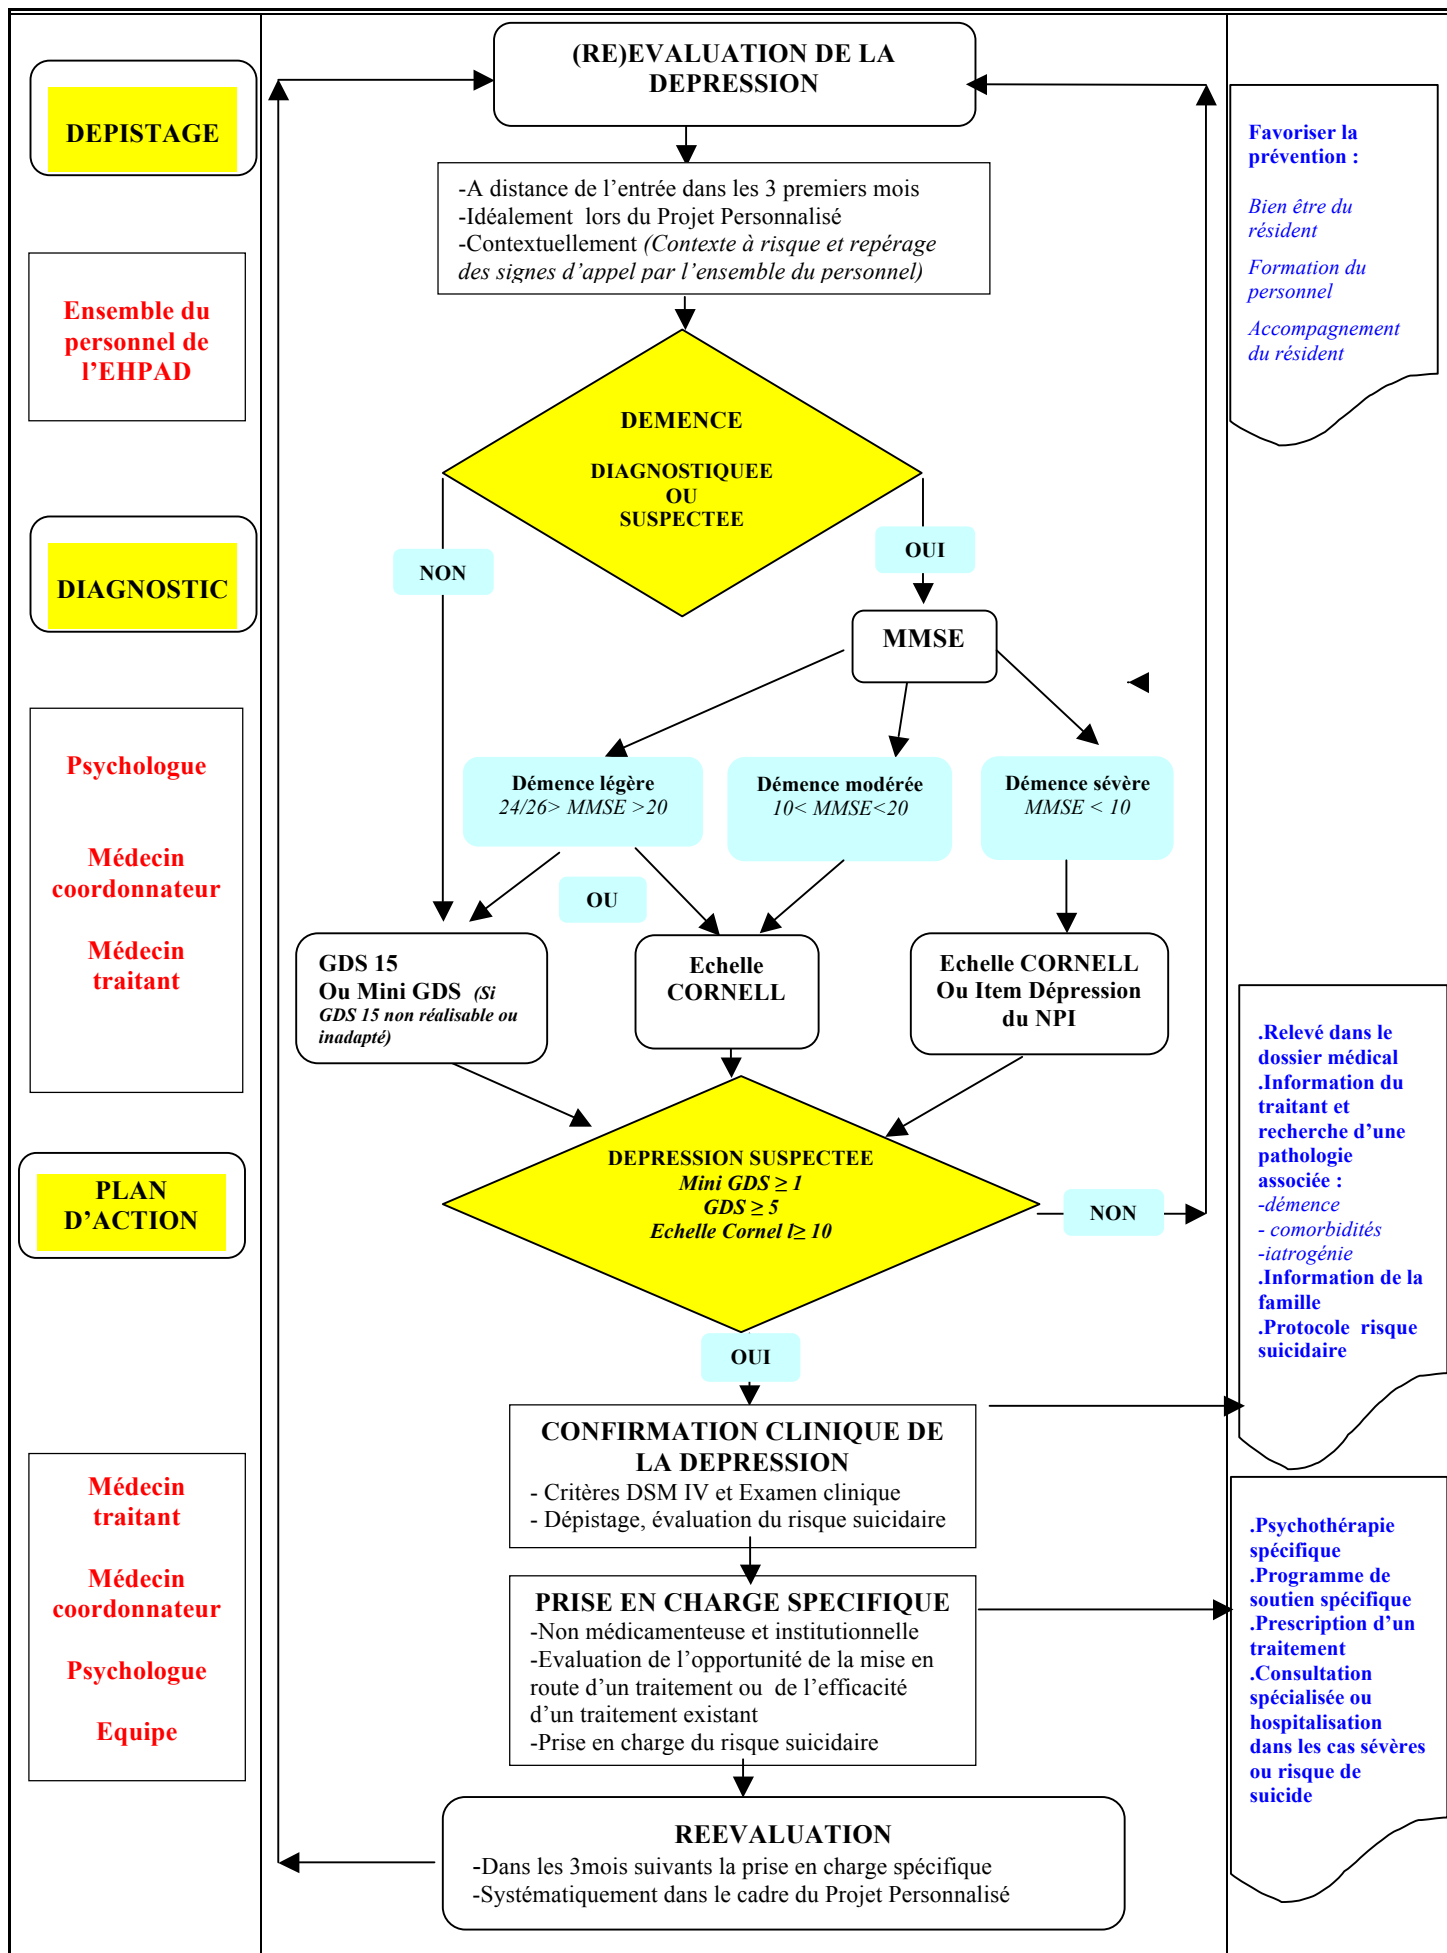 (RE)EVALUATION DE LA
DEPRESSION
DEPISTAGE
Favoriser la
prévention :
Bien être du
résident
Formation du
personnel
Accompagnement
du résident
-A distance de l’entrée dans les 3 premiers mois
-Idéalement lors du Projet Personnalisé
-Contextuellement (Contexte à risque et repérage
des signes d’appel par l’ensemble du personnel)
Ensemble du
personnel de
l’EHPAD
DEMENCE
DIAGNOSTIQUEE
OU
SUSPECTEE
NON
OUI
DIAGNOSTIC
MMSE
Psychologue
Médecin
coordonnateur
Médecin
traitant
Démence légère
24/26> MMSE >20
Démence modérée
10< MMSE<20
Démence sévère
MMSE < 10
OU
GDS 15
Ou Mini GDS (Si
GDS 15 non réalisable ou
inadapté)
Echelle
CORNELL
Echelle CORNELL
Ou Item Dépression
du NPI
.Relevé dans le
dossier médical
.Information du
traitant et
recherche d’une
pathologie
associée :
-démence
- comorbidités
-iatrogénie
.Information de la
famille
.Protocole risque
suicidaire
PLAN
D’ACTION
DEPRESSION SUSPECTEE
Mini GDS ≥ 1
GDS ≥ 5
Echelle Cornel l≥ 10
NON
OUI
CONFIRMATION CLINIQUE DE
LA DEPRESSION
- Critères DSM IV et Examen clinique
- Dépistage, évaluation du risque suicidaire
Médecin
traitant
Médecin
coordonnateur
Psychologue
Equipe
PRISE EN CHARGE SPECIFIQUE
-Non médicamenteuse et institutionnelle
-Evaluation de l’opportunité de la mise en
route d’un traitement ou de l’efficacité
d’un traitement existant
-Prise en charge du risque suicidaire
.Psychothérapie
spécifique
.Programme de
soutien spécifique
.Prescription d’un
traitement
.Consultation
spécialisée ou
hospitalisation
dans les cas sévères
ou risque de
suicide
REEVALUATION
-Dans les 3mois suivants la prise en charge spécifique
-Systématiquement dans le cadre du Projet Personnalisé